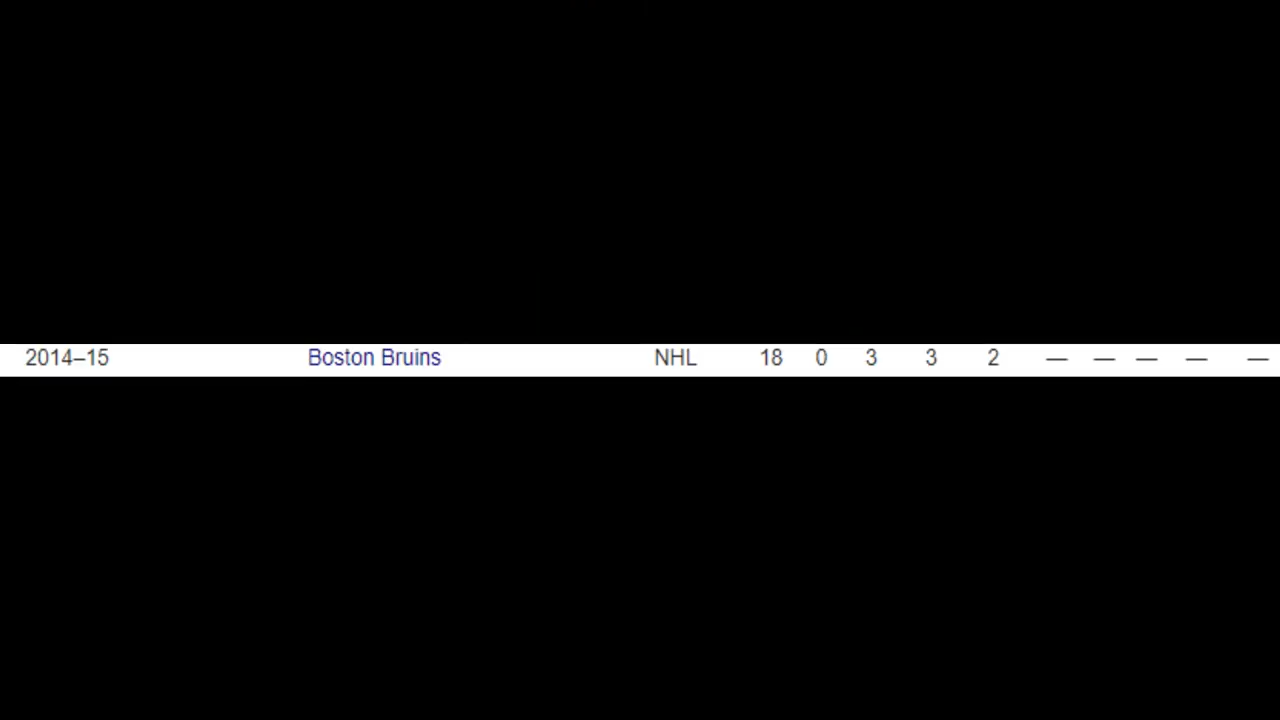 2014–15 Boston Bruins NHL 18 0 3 3 2 — — — — —